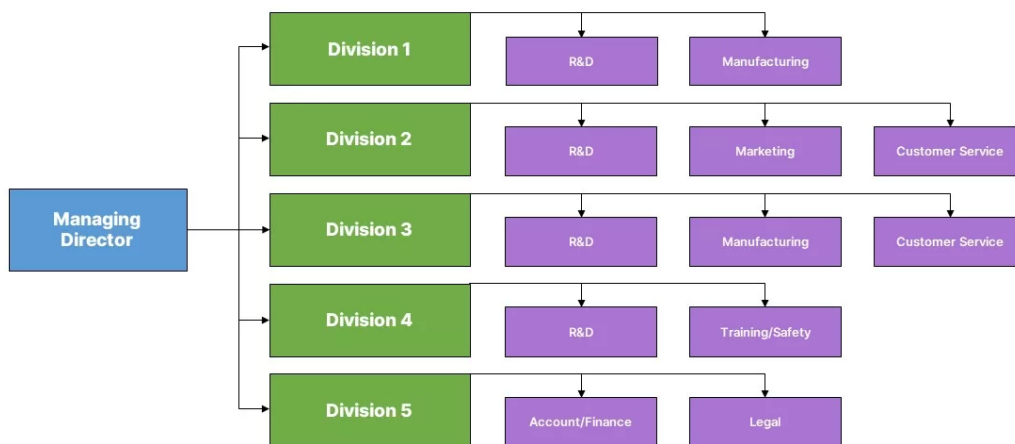 Division 1
R&D
Manufacturing
Division 2
R&D
Marketing
Customer Service
Managing
Director
Division 3
R&D
Manufacturing
Customer Service
Division 4
R&D
Training/Safety
Division 5
Account/Finance
Legal